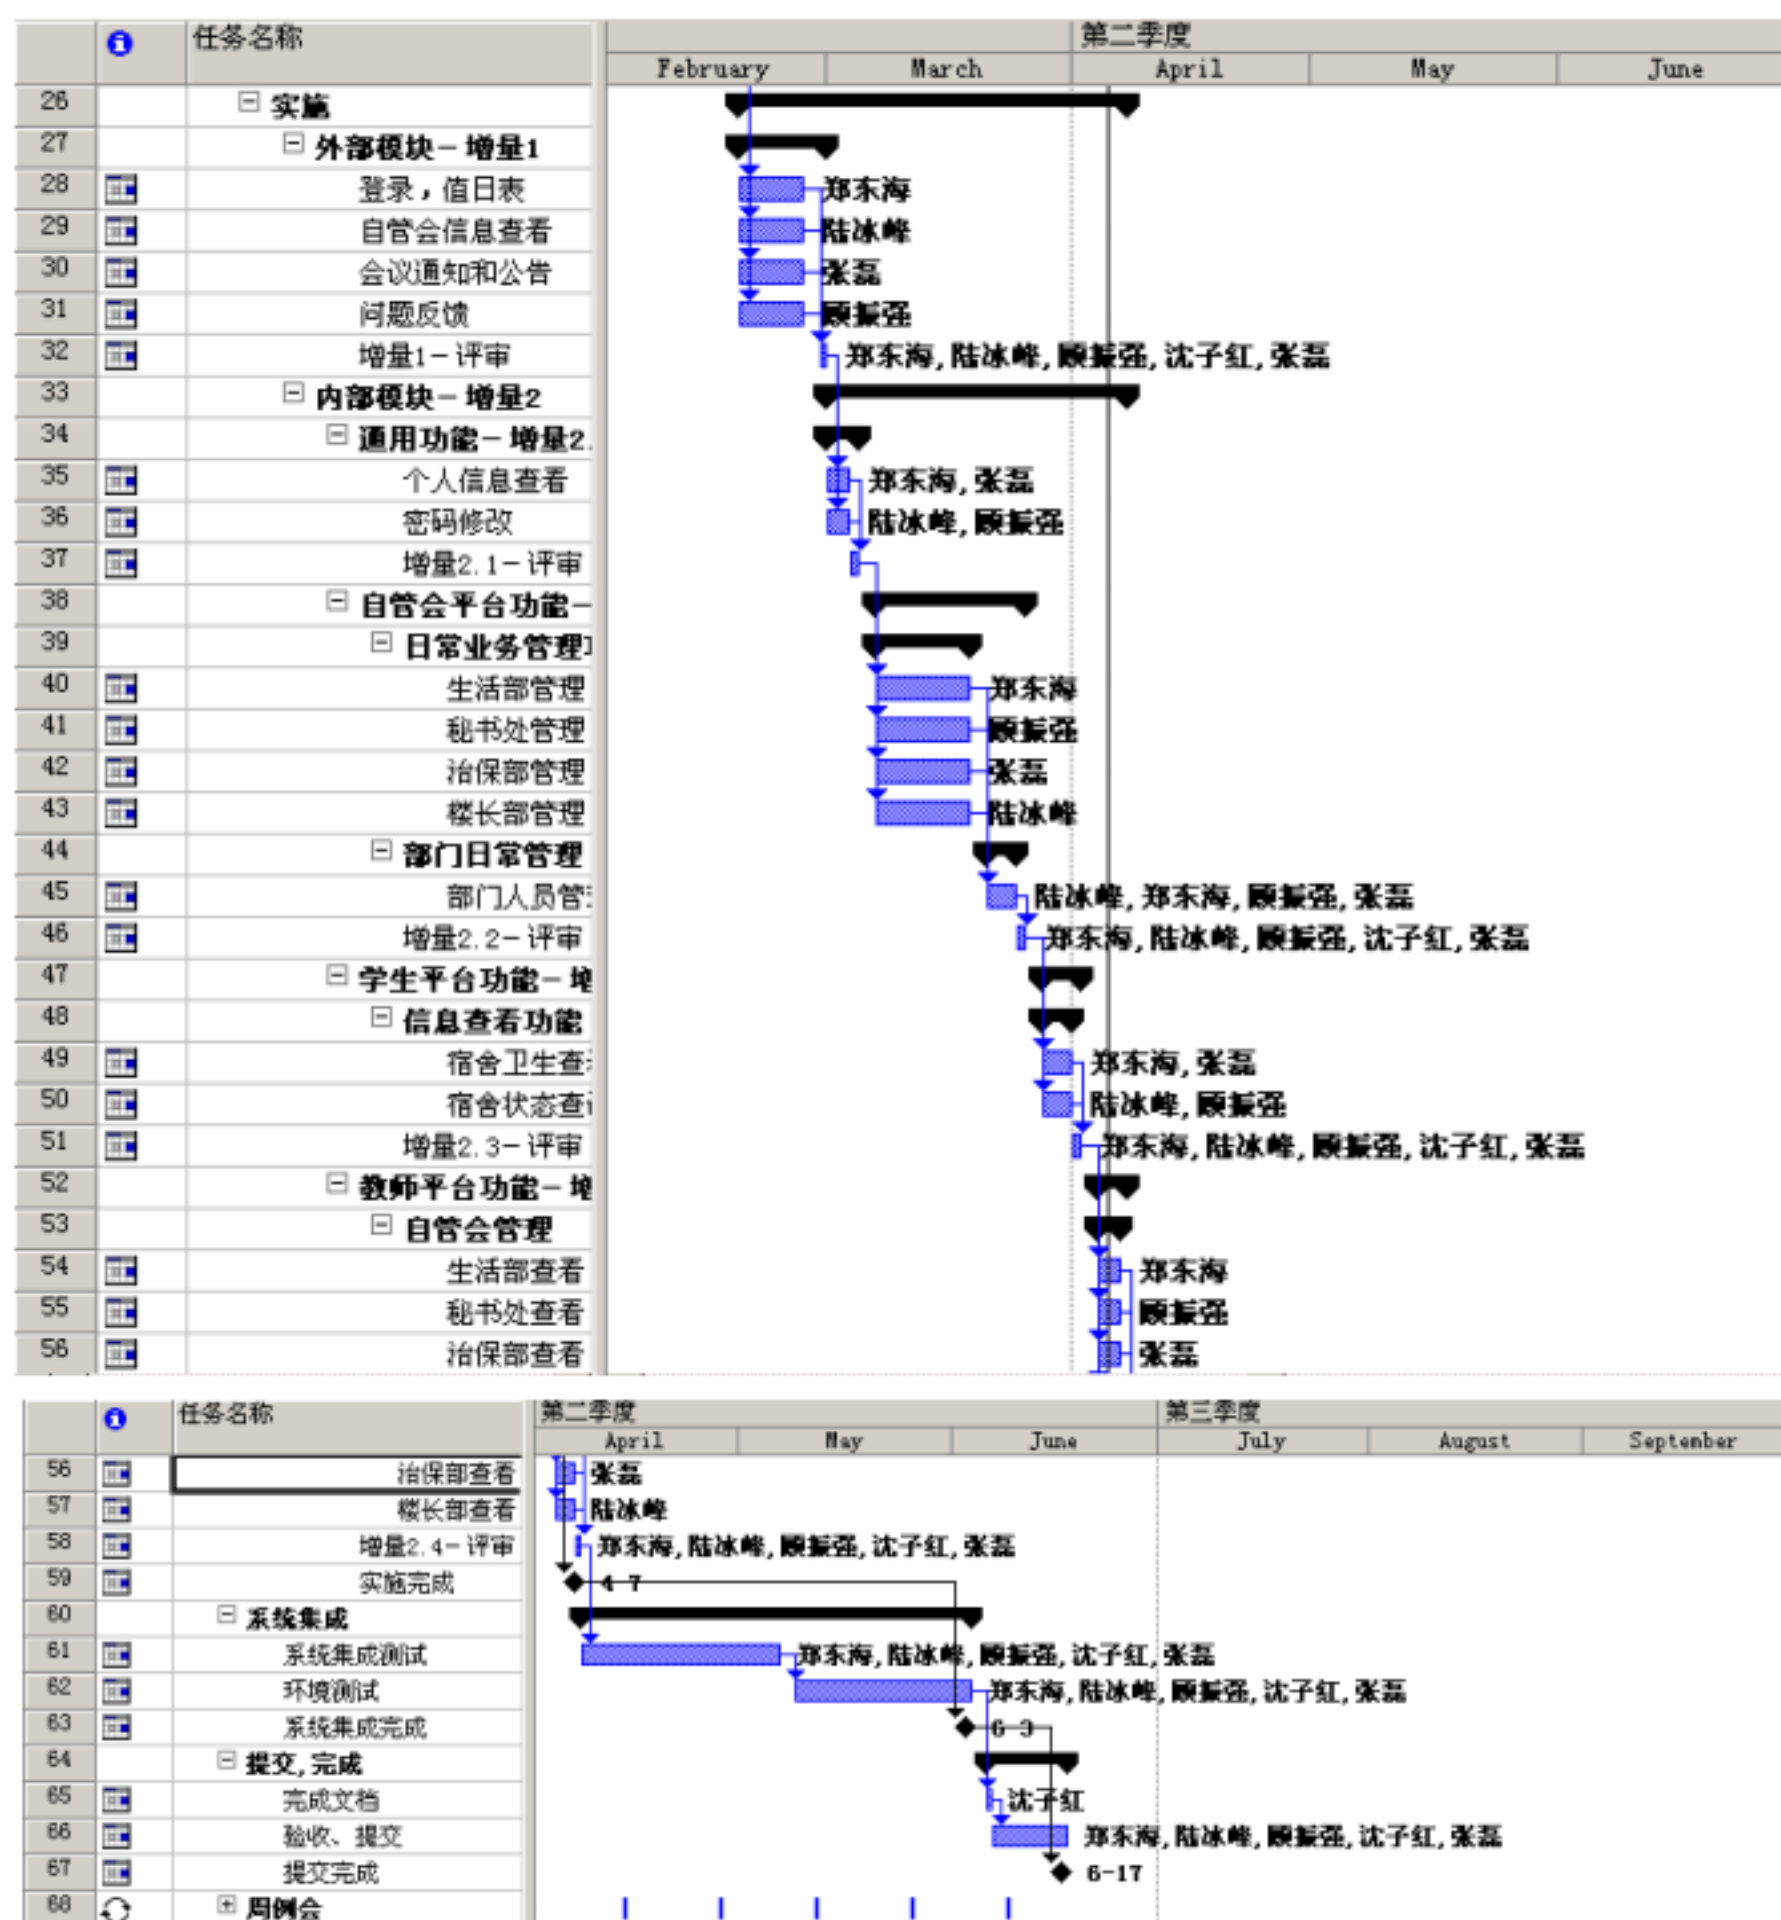 任务名称
第二季度
February March April May June
26 实施
27 外部模块－增量1
28 登录，值日表 郑东海
29 自管会信息查看 陆冰峰
30 会议通知和公告 张磊
31 问题反馈 顾振强
32 增量1－评审 郑东海,陆冰峰,顾振强,沈子红,张磊
33 内部模块－增量2
34 通用功能－增量2.
35 个人信息查看 郑东海,张磊
36 密码修改 陆冰峰,顾振强
37 增量2.1－评审
38 自管会平台功能－
39 日常业务管理
40 生活部管理 郑东海
41 秘书处管理 顾振强
42 治保部管理 张磊
43 楼长部管理 陆冰峰
44 部门日常管理
45 部门人员管 陆冰峰,郑东海,顾振强,张磊
46 增量2.2－评审 郑东海,陆冰峰,顾振强,沈子红,张磊
47 学生平台功能－增
48 信息查看功能
49 宿舍卫生查 郑东海,张磊
50 宿舍状态查 陆冰峰,顾振强
51 增量2.3－评审 郑东海,陆冰峰,顾振强,沈子红,张磊
52 教师平台功能－增
53 自管会管理
54 生活部查看 郑东海
55 秘书处查看 顾振强
56 治保部查看 张磊
任务名称
第二季度 第三季度
April May June July August September
56 治保部查看 张磊
57 楼长部查看 陆冰峰
58 增量2.4－评审 郑东海,陆冰峰,顾振强,沈子红,张磊
59 实施完成 4-7
60 系统集成
61 系统集成测试 郑东海,陆冰峰,顾振强,沈子红,张磊
62 环境测试 郑东海,陆冰峰,顾振强,沈子红,张磊
63 系统集成完成 6-3
64 提交,完成
65 完成文档 沈子红
66 验收、提交 郑东海,陆冰峰,顾振强,沈子红,张磊
67 提交完成 6-17
68 周例会